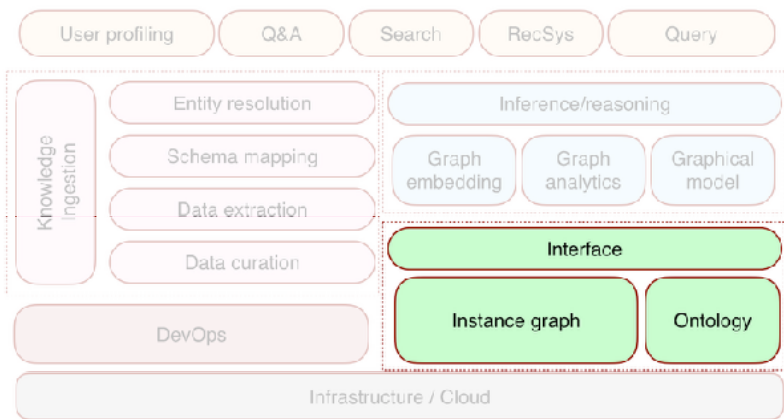 User profiling
Q&A
Search
RecSys
Query
Knowledge
Ingestion
Entity resolution
Schema mapping
Data extraction
Data curation
Inference/reasoning
Graph
embedding
Graph
analytics
Graphical
model
Interface
Instance graph
Ontology
DevOps
Infrastructure / Cloud